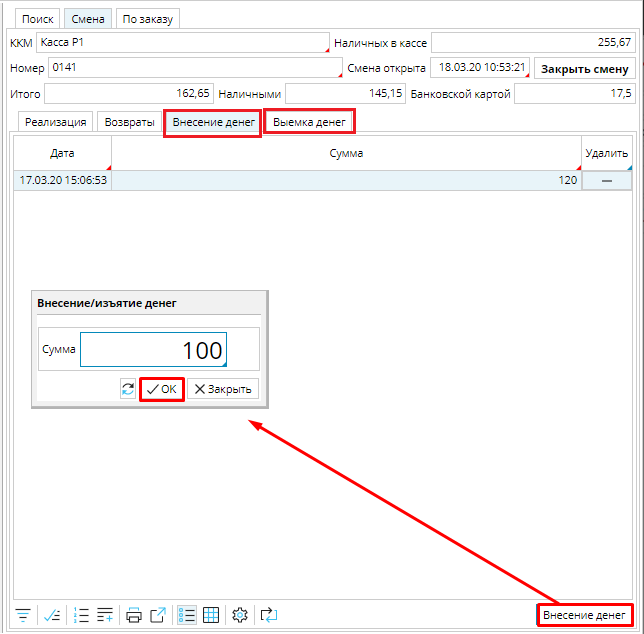 Поиск Смена По заказу
ККМ Касса Р1 Наличных в кассе 255,67
Номер 0141 Смена открыта 18.03.20 10:53:21 Закрыть смену
Итого 162,65 Наличными 145,15 Банковской картой 17,5
Реализация Возвраты Внесение денег Выемка денег
Дата Сумма Удалить
17.03.20 15:06:53 120
Внесение/изъятие денег
Сумма 100
OK Закрыть
Внесение денег